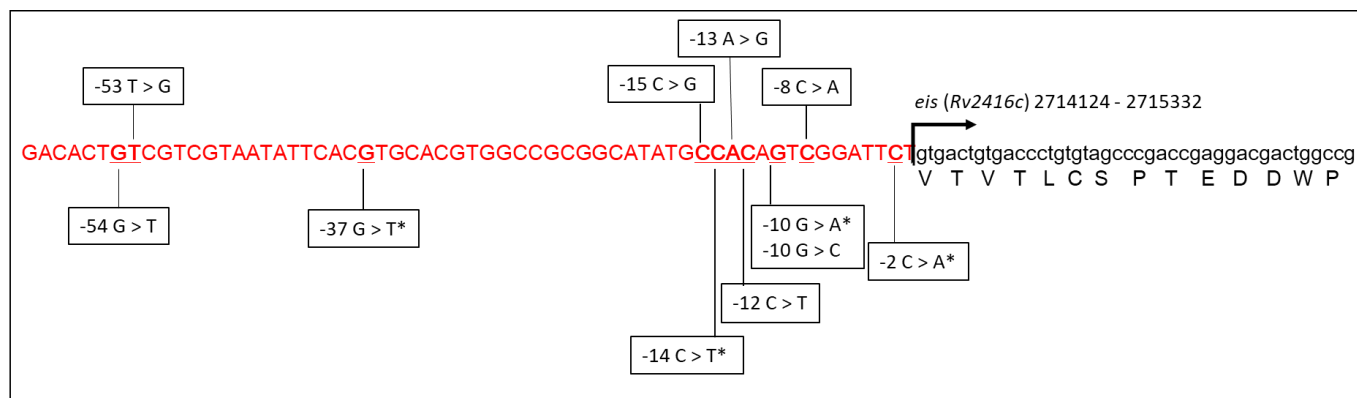 -13 A > G
-53 T > G
-15 C > G
-8 C > A
eis (Rv2416c) 2714124 - 2715332
GACACTGTCGTCGTAATATTCACGTGCACGTGGCCGCGGCATATGCCACAGTCGGATTCTgtgactgtgaccctgtgtagcccgaccgaggacgactggccg
V T V T L C S P T E D D W P
-54 G > T
-37 G > T*
-10 G > A*
-10 G > C
-2 C > A*
-12 C > T
-14 C > T*